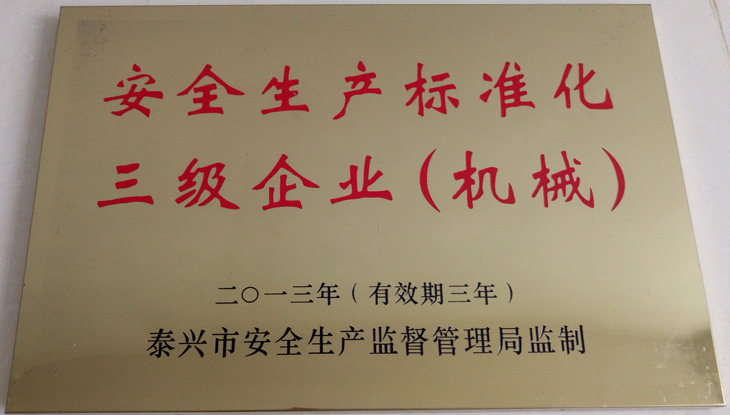 安全生产标准化
三级企业(机械)
二〇一三年(有效期三年)
泰兴市安全生产监督管理局监制